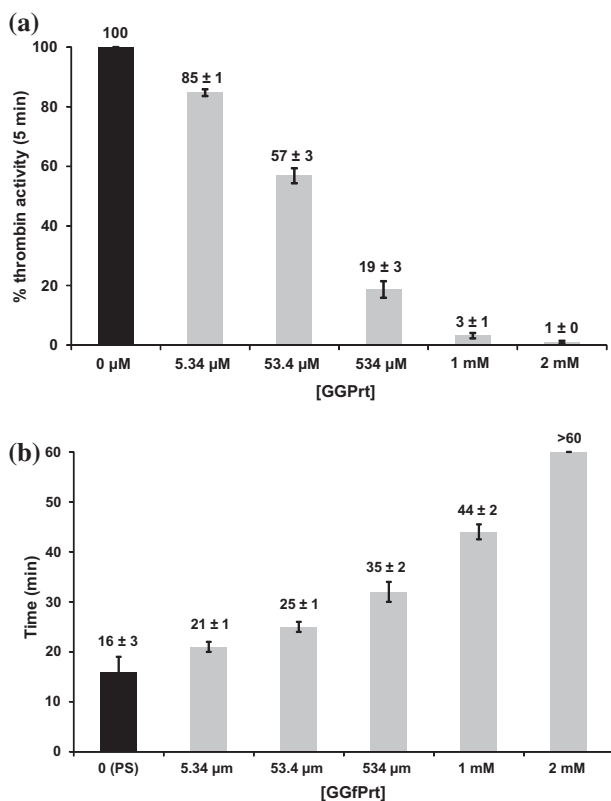 (a)
100
100
85 ± 1
80
57 ± 3
60
40
19 ± 3
20
3 ± 1
1 ± 0
0
% thrombin activity (5 min)
0 µM 5.34 µM 53.4 µM 534 µM 1 mM 2 mM
[GGPrt]
(b)
60
>60
50
44 ± 2
40
35 ± 2
30
25 ± 1
21 ± 1
20
16 ± 3
10
0
Time (min)
0 (PS) 5.34 µm 53.4 µm 534 µm 1 mM 2 mM
[GGfPrt]